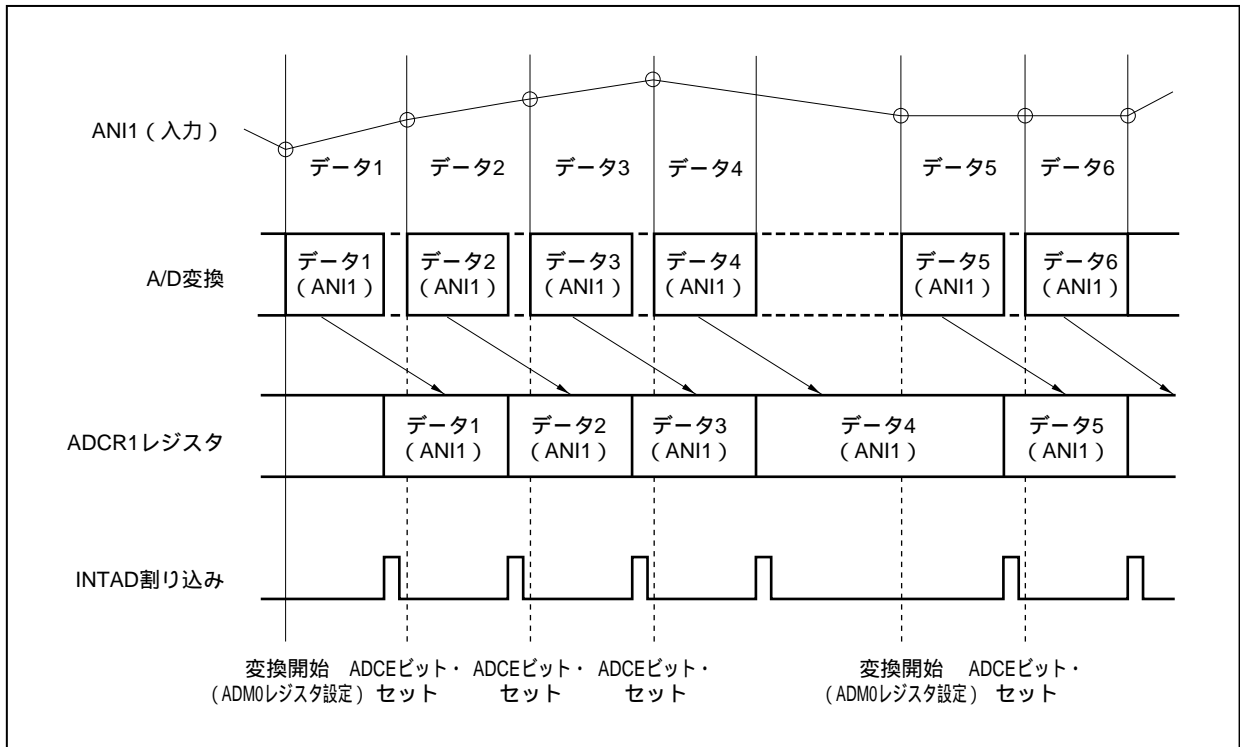 ANI1(入力)
データ1 データ2 データ3 データ4 データ5 データ6
A/D変換
データ1 データ2 データ3 データ4 データ5 データ6
(ANI1) (ANI1) (ANI1) (ANI1) (ANI1) (ANI1)
ADCR1レジスタ
データ1 データ2 データ3 データ4 データ5
(ANI1) (ANI1) (ANI1) (ANI1) (ANI1)
INTAD割り込み
変換開始 ADCEビット・ ADCEビット・ ADCEビット・ 変換開始 ADCEビット・
(ADM0レジスタ設定) セット セット セット (ADM0レジスタ設定) セット